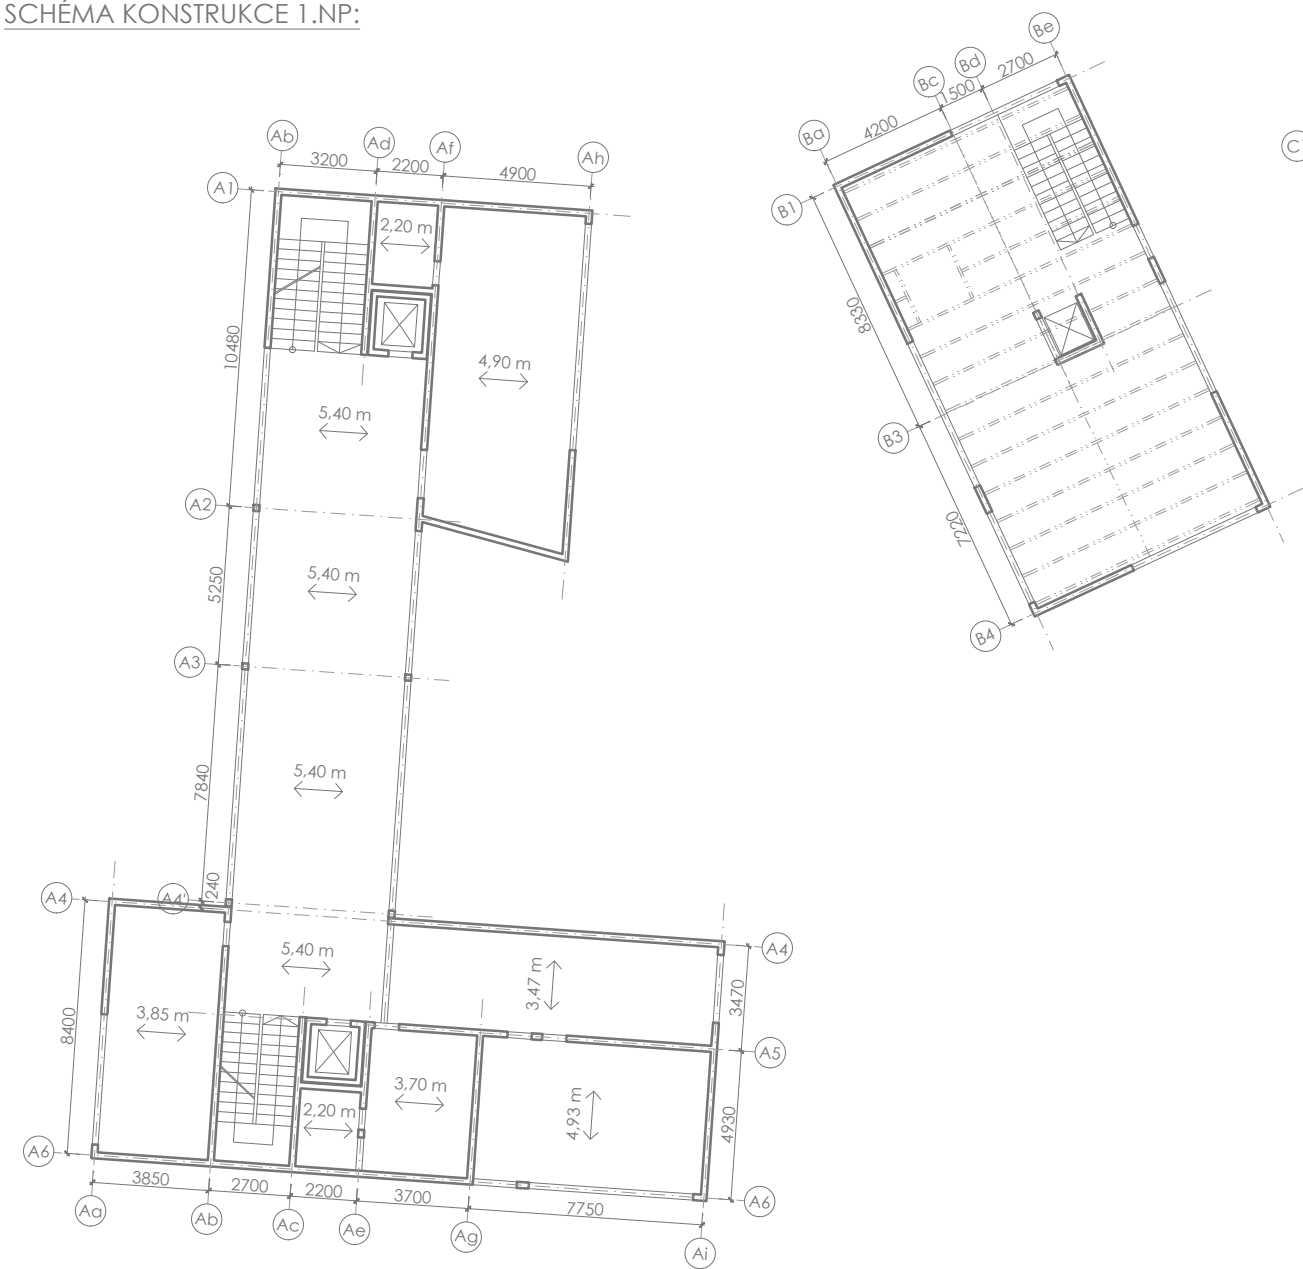 SCHÉMA KONSTRUKCE 1.NP:
Be
Bd
Bc
2700
1500
4200
Ba
C
Ab
Ad
Af
Ah
3200
2200
4900
A1
B1
2,20 m
10480
8330
4,90 m
5,40 m
B3
A2
7220
5,40 m
5250
B4
A3
5,40 m
7840
A4
A4'
240
5,40 m
A4
3,47 m
3470
3,85 m
8400
A5
3,70 m
2,20 m
4,93 m
4930
A6
3850
2700
2200
3700
7750
A6
Aa
Ab
Ac
Ae
Ag
Ai